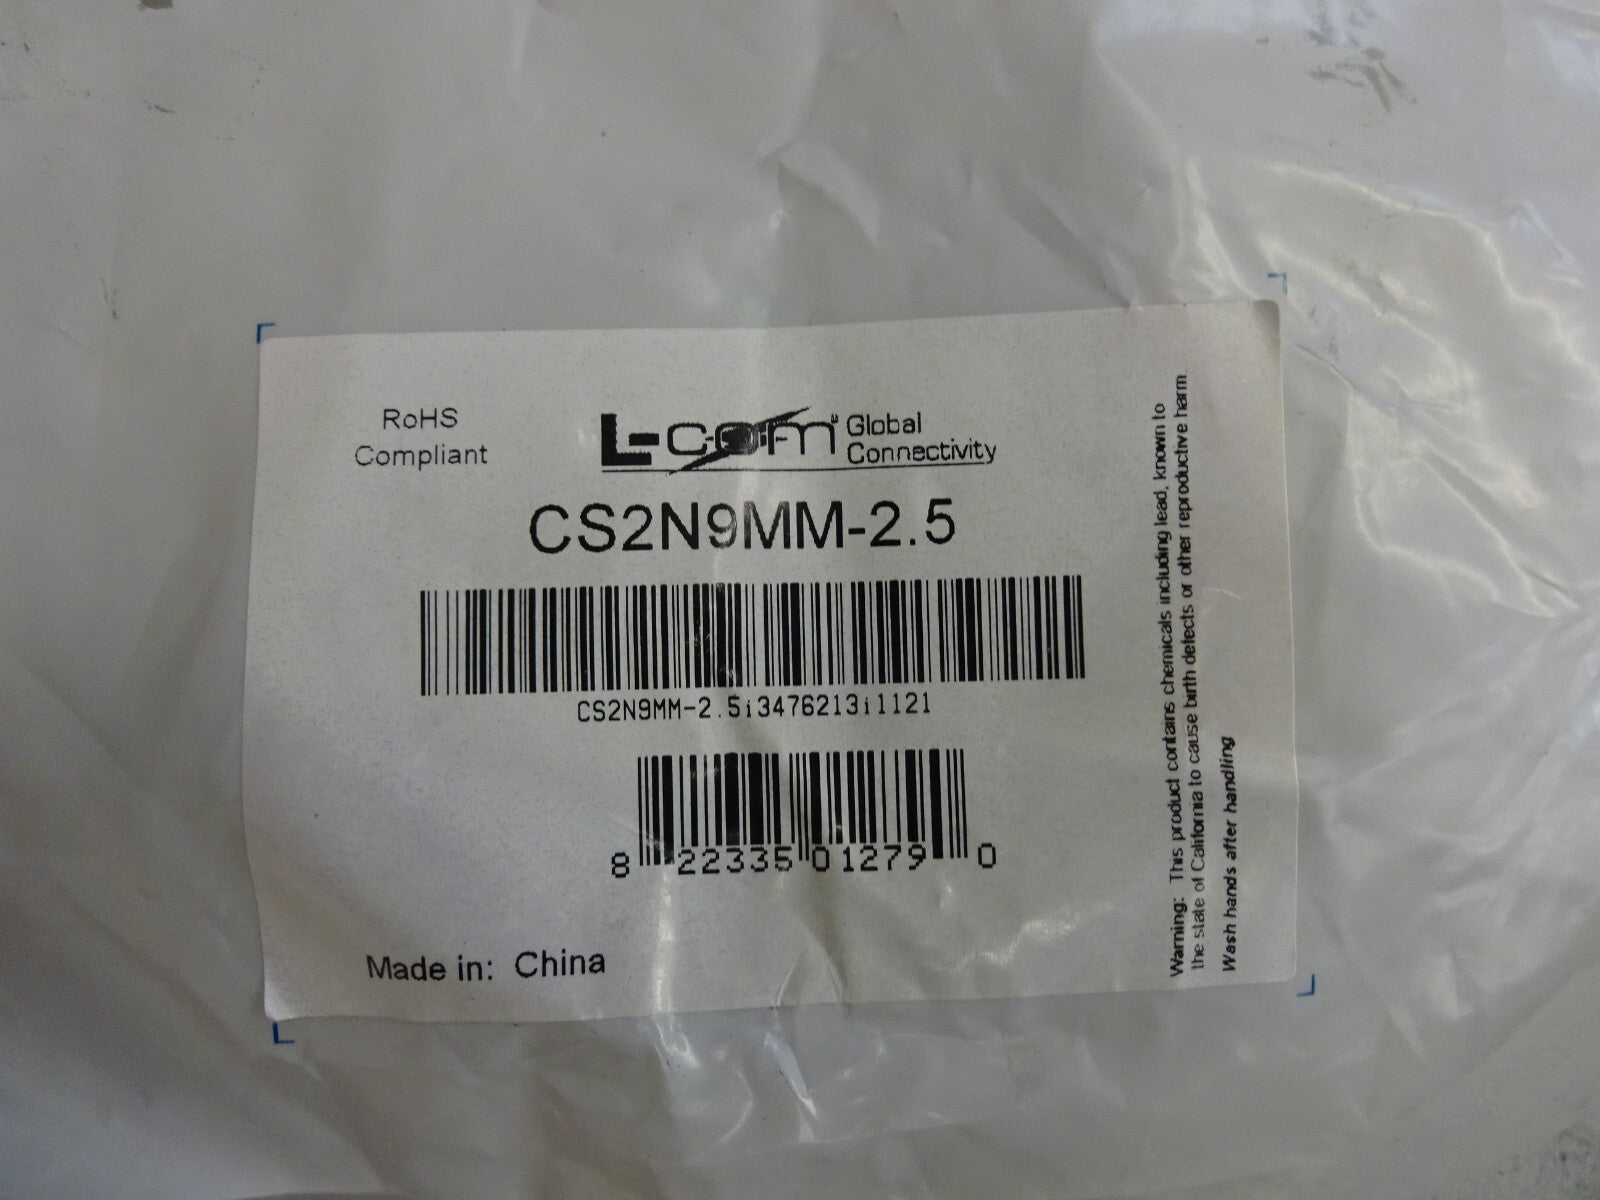 RoHS
Compliant
L-com® Global
Connectivity
CS2N9MM-2.5
CS2N9MM-2.5i3476213i1121
8 22335 01279 0
Made in: China
Warning: This product contains chemicals including lead, known to
the state of California to cause birth defects or other reproductive harm
Wash hands after handling